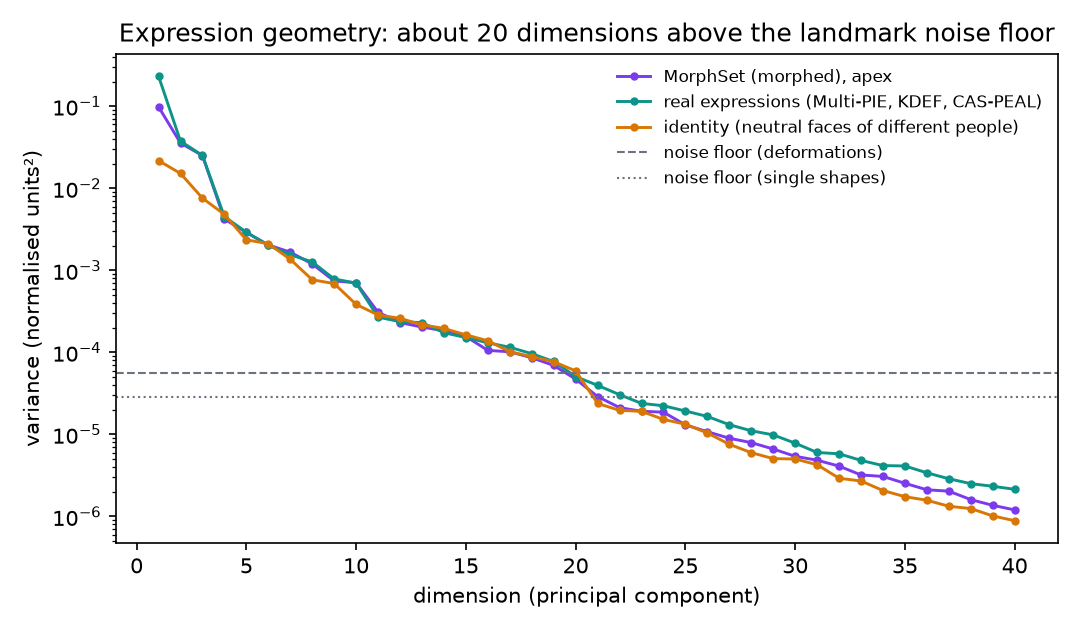 Expression geometry: about 20 dimensions above the landmark noise floor
MorphSet (morphed), apex
real expressions (Multi-PIE, KDEF, CAS-PEAL)
identity (neutral faces of different people)
noise floor (deformations)
noise floor (single shapes)
variance (normalised units²)
10⁻¹
10⁻²
10⁻³
10⁻⁴
10⁻⁵
10⁻⁶
0 5 10 15 20 25 30 35 40
dimension (principal component)